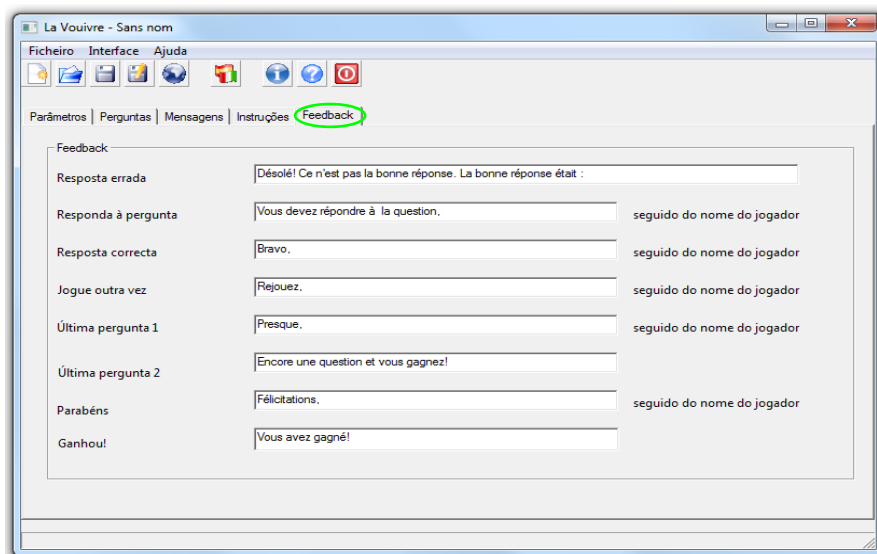 La Vouivre - Sans nom
Ficheiro Interface Ajuda
Parâmetros Perguntas Mensagens Instruções Feedback
Feedback
Resposta errada Désolé! Ce n'est pas la bonne réponse. La bonne réponse était :
Responda à pergunta Vous devez répondre à la question, seguido do nome do jogador
Resposta correcta Bravo, seguido do nome do jogador
Jogue outra vez Rejouez, seguido do nome do jogador
Última pergunta 1 Presque, seguido do nome do jogador
Última pergunta 2 Encore une question et vous gagnez!
Parabéns Félicitations, seguido do nome do jogador
Ganhou! Vous avez gagné!